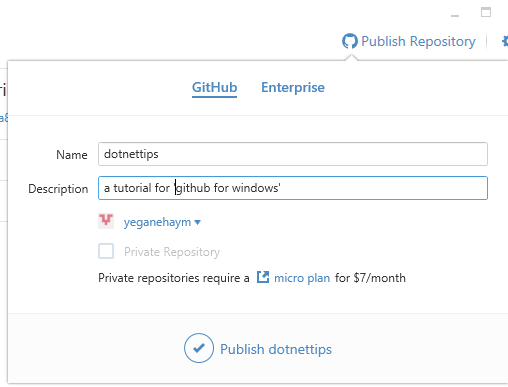 Publish Repository
GitHub Enterprise
Name dotnettips
Description a tutorial for 'github for windows'
yeganehaym
Private Repository
Private repositories require a micro plan for $7/month
Publish dotnettips